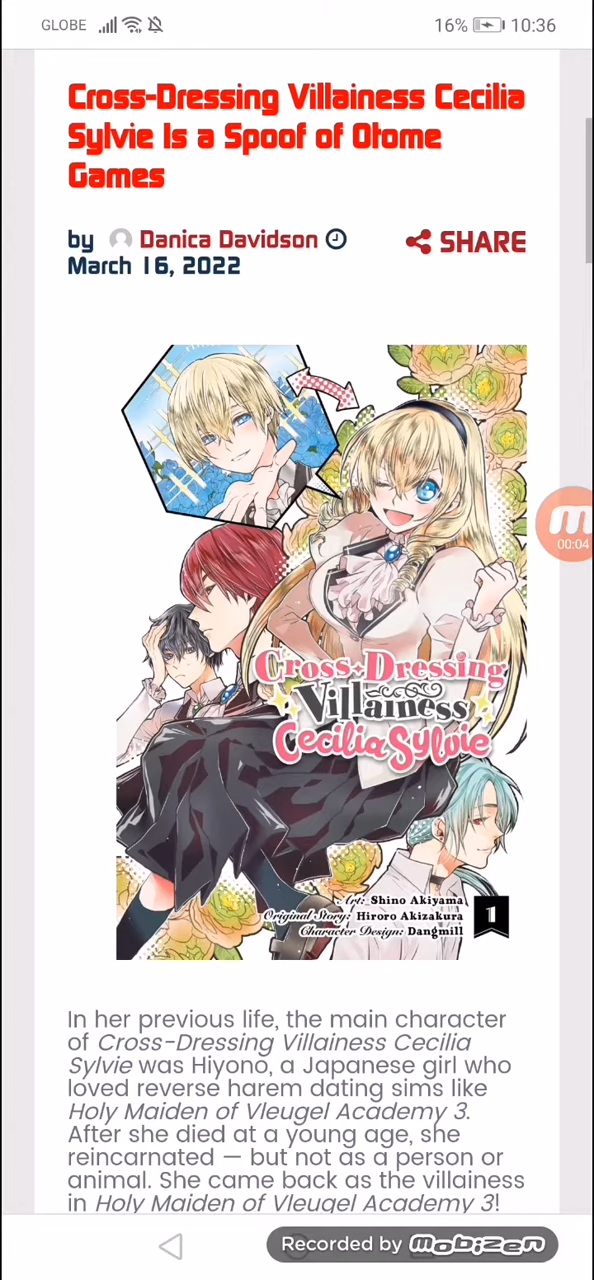 GLOBE 16% 10:36
Cross-Dressing Villainess Cecilia
Sylvie Is a Spoof of Otome
Games
by Danica Davidson SHARE
March 16, 2022
Cross-Dressing
Villainess
Cecilia Sylvie
00:04
Art: Shino Akiyama
Original Story: Hiroro Akizakura
Character Design: Dangmill
1
In her previous life, the main character
of Cross-Dressing Villainess Cecilia
Sylvie was Hiyono, a Japanese girl who
loved reverse harem dating sims like
Holy Maiden of Vleugel Academy 3.
After she died at a young age, she
reincarnated — but not as a person or
animal. She came back as the villainess
in Holy Maiden of Vleugel Academy 3!
Recorded by mobizen